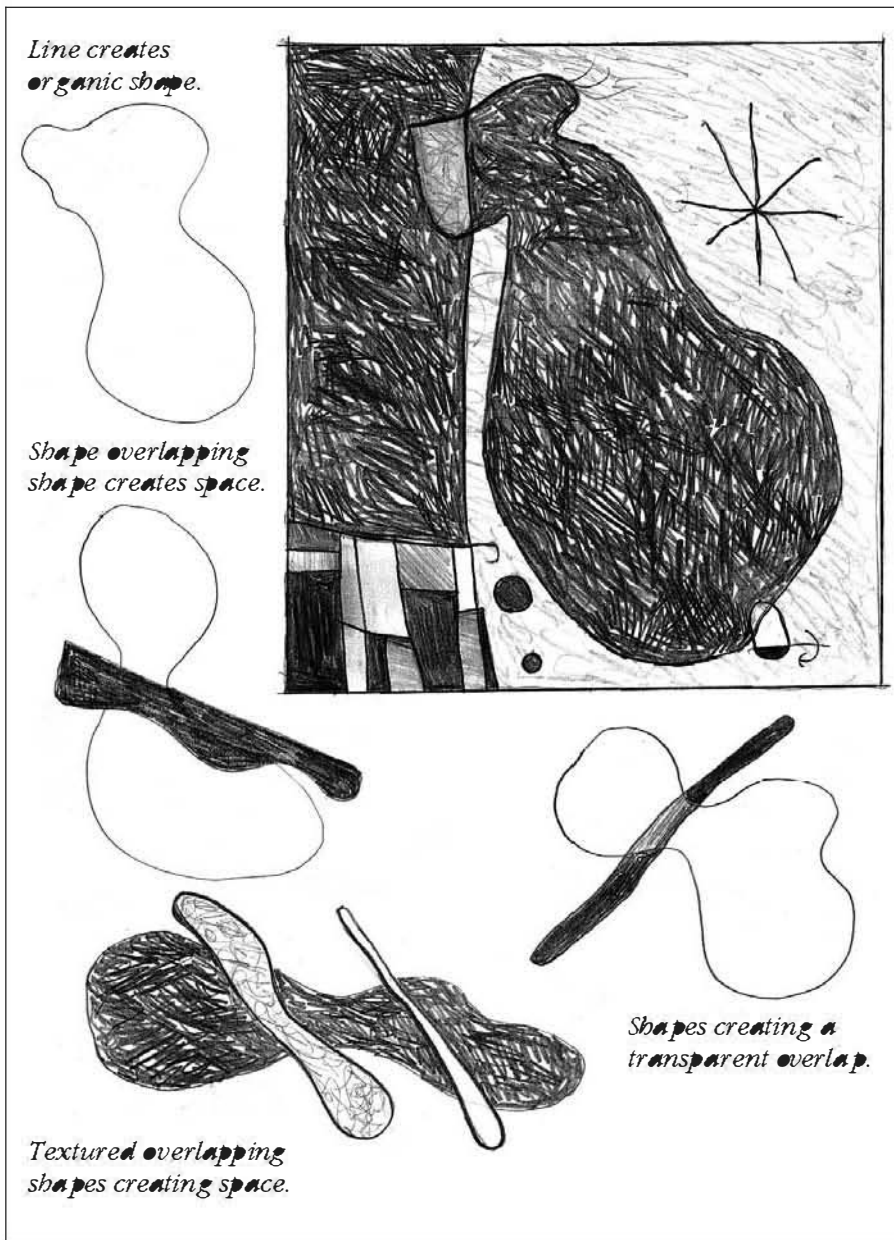 Line creates
organic shape.
Shape overlapping
shape creates space.
Shapes creating a
transparent overlap.
Textured overlapping
shapes creating space.